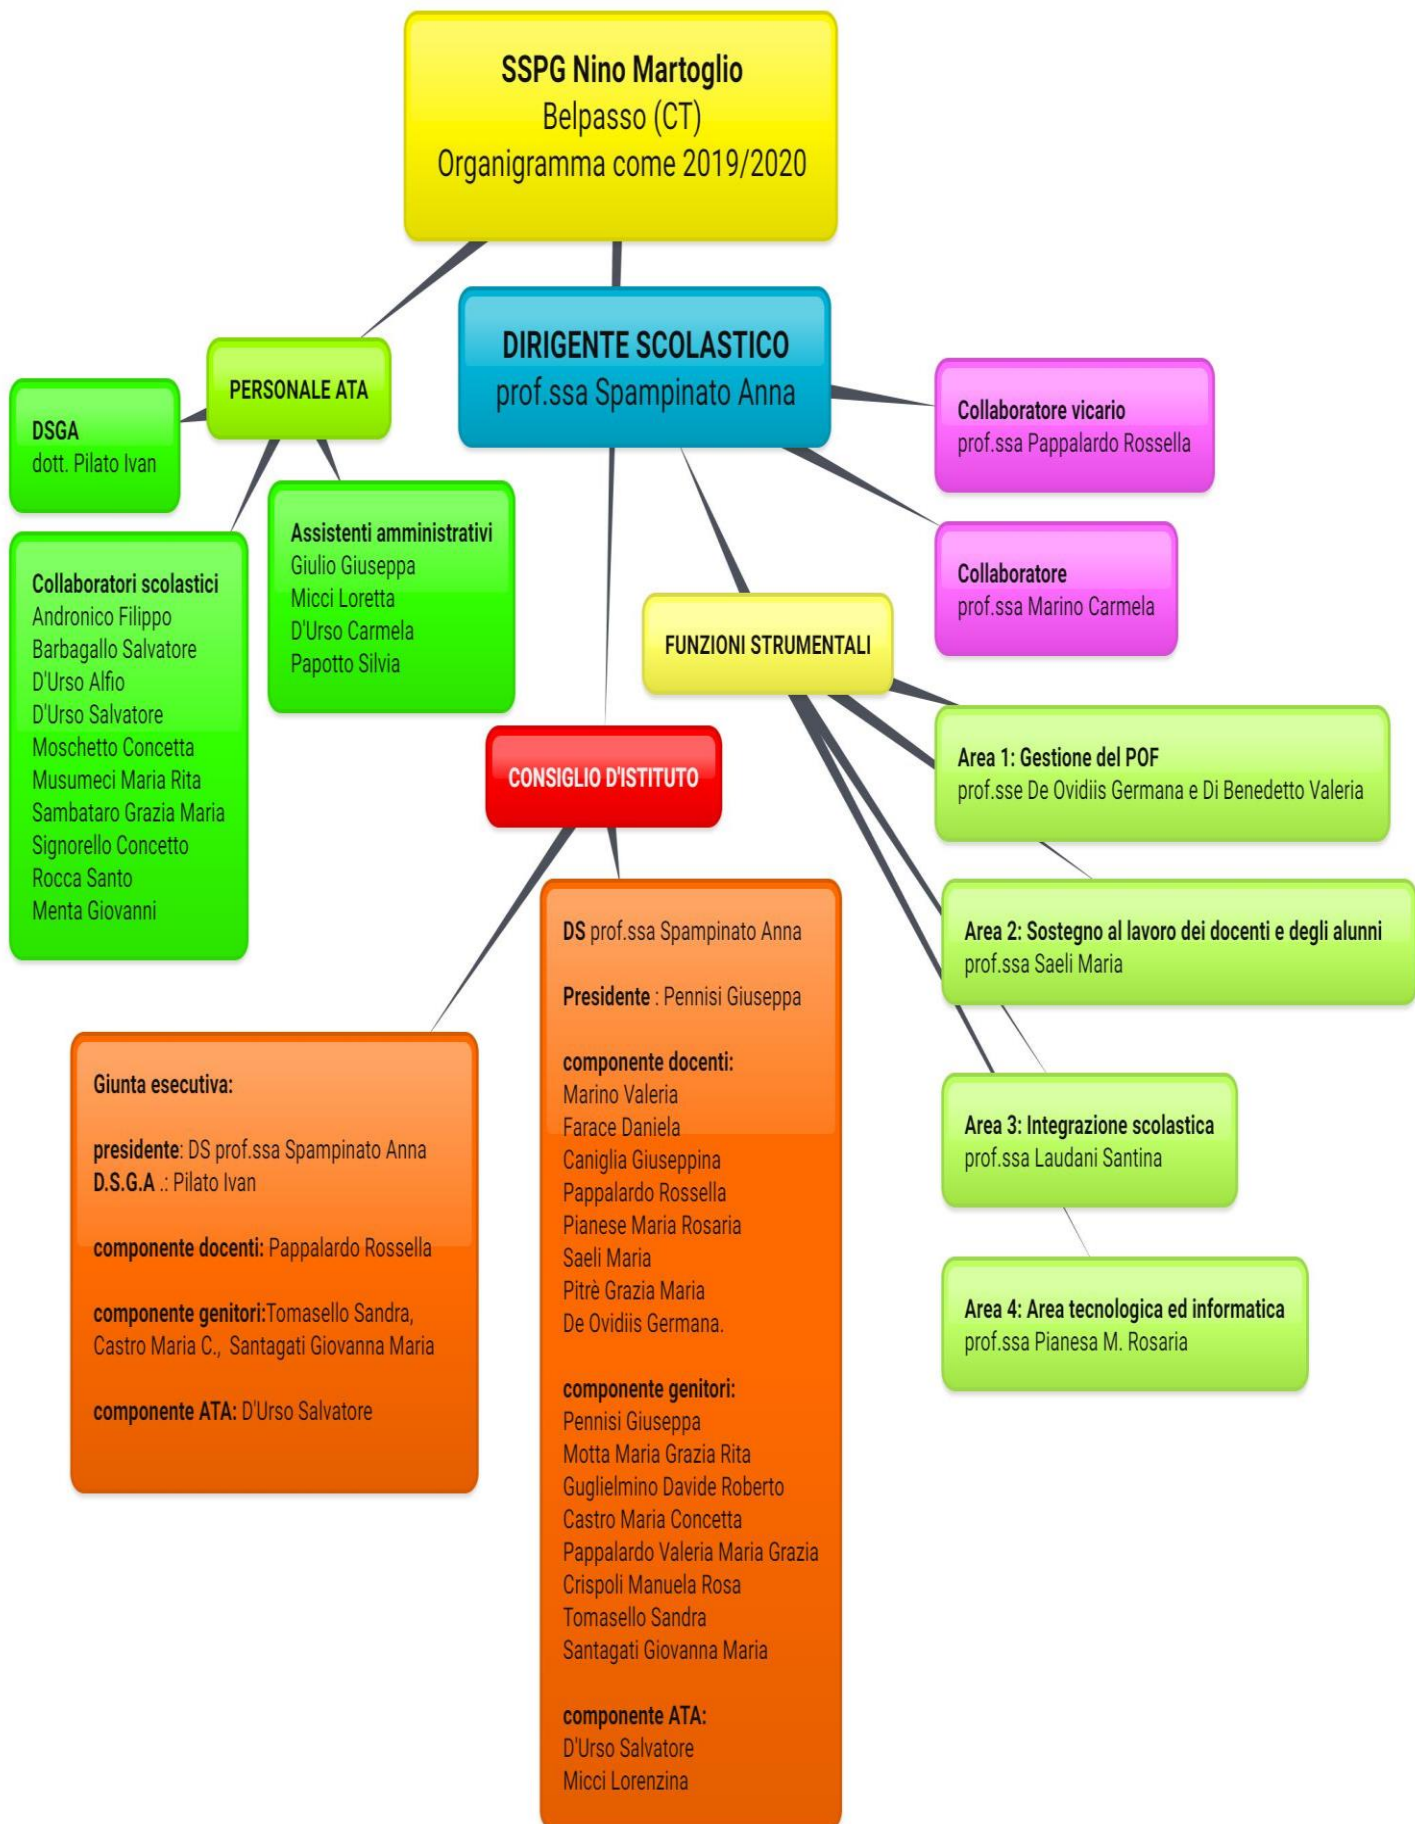 SSPG Nino Martoglio
Belpasso (CT)
Organigramma come 2019/2020
DIRIGENTE SCOLASTICO
prof.ssa Spampinato Anna
PERSONALE ATA
DSGA
dott. Pilato Ivan
Collaboratori scolastici
Andronico Filippo
Barbagallo Salvatore
D'Urso Alfio
D'Urso Salvatore
Moschetto Concetta
Musumeci Maria Rita
Sambataro Grazia Maria
Signorello Concetto
Rocca Santo
Menta Giovanni
Assistenti amministrativi
Giulio Giuseppa
Micci Loretta
D'Urso Carmela
Papotto Silvia
Collaboratore vicario
prof.ssa Pappalardo Rossella
Collaboratore
prof.ssa Marino Carmela
FUNZIONI STRUMENTALI
Area 1: Gestione del POF
prof.sse De Ovidiis Germana e Di Benedetto Valeria
Area 2: Sostegno al lavoro dei docenti e degli alunni
prof.ssa Saeli Maria
Area 3: Integrazione scolastica
prof.ssa Laudani Santina
Area 4: Area tecnologica ed informatica
prof.ssa Pianesa M. Rosaria
CONSIGLIO D'ISTITUTO
Giunta esecutiva:
presidente: DS prof.ssa Spampinato Anna
D.S.G.A .: Pilato Ivan
componente docenti: Pappalardo Rossella
componente genitori:Tomasello Sandra,
Castro Maria C., Santagati Giovanna Maria
componente ATA: D'Urso Salvatore
DS prof.ssa Spampinato Anna
Presidente : Pennisi Giuseppa
componente docenti:
Marino Valeria
Farace Daniela
Caniglia Giuseppina
Pappalardo Rossella
Pianese Maria Rosaria
Saeli Maria
Pitrè Grazia Maria
De Ovidiis Germana.
componente genitori:
Pennisi Giuseppa
Motta Maria Grazia Rita
Guglielmino Davide Roberto
Castro Maria Concetta
Pappalardo Valeria Maria Grazia
Crispoli Manuela Rosa
Tomasello Sandra
Santagati Giovanna Maria
componente ATA:
D'Urso Salvatore
Micci Lorenzina